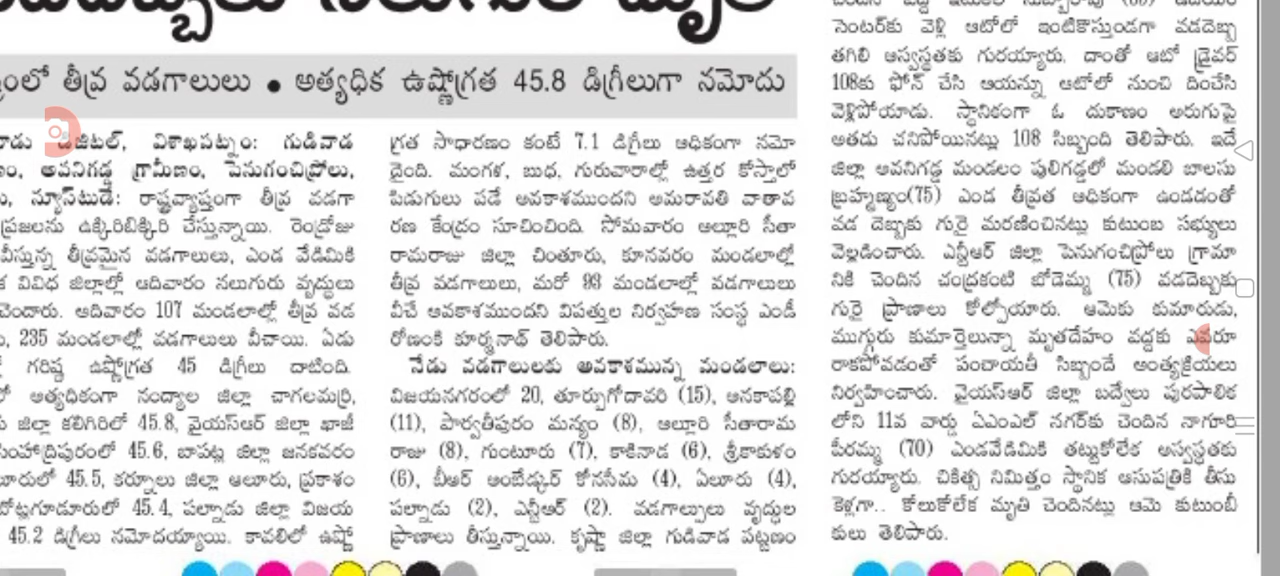 రంలో తీవ్ర వడగాలులు ● అత్యధిక ఉష్ణోగ్రత 45.8 డిగ్రీలుగా నమోదు
డిజిటల్, విశాఖపట్నం: గుడివాడ
అవనిగడ్డ గ్రామీణం, పెనుగంచిప్రోలు,
న్యూస్‌టుడే: రాష్ట్రవ్యాప్తంగా తీవ్ర వడగా
ప్రజలను ఉక్కిరిబిక్కిరి చేస్తున్నాయి. రెండ్రోజు
వీస్తున్న తీవ్రమైన వడగాలులు, ఎండ వేడిమికి
క వివిధ జిల్లాల్లో ఆదివారం నలుగురు వృద్ధులు
చెందారు. ఆదివారం 107 మండలాల్లో తీవ్ర వడ
235 మండలాల్లో వడగాలులు వీచాయి. ఏడు
గరిష్ఠ ఉష్ణోగ్రత 45 డిగ్రీలు దాటింది.
అత్యధికంగా నంద్యాల జిల్లా చాగలమర్రి,
జిల్లా కలిగిరిలో 45.8, వైయస్‌ఆర్ జిల్లా ఖాజీ
సింహాద్రిపురంలో 45.6, బాపట్ల జిల్లా జనకవరం
లూరులో 45.5, కర్నూలు జిల్లా ఆలూరు, ప్రకాశం
బొట్లగూడూరులో 45.4, పల్నాడు జిల్లా విజయ
45.2 డిగ్రీలు నమోదయ్యాయి. కావలిలో ఉష్ణో
గ్రత సాధారణం కంటే 7.1 డిగ్రీలు అధికంగా నమో
దైంది. మంగళ, బుధ, గురువారాల్లో ఉత్తర కోస్తాలో
పిడుగులు పడే అవకాశముందని అమరావతి వాతావ
రణ కేంద్రం సూచించింది. సోమవారం అల్లూరి సీతా
రామరాజు జిల్లా చింతూరు, కూనవరం మండలాల్లో
తీవ్ర వడగాలులు, మరో 98 మండలాల్లో వడగాలులు
వీచే అవకాశముందని విపత్తుల నిర్వహణ సంస్థ ఎండీ
రోణంకి కూర్మనాథ్ తెలిపారు.
నేడు వడగాలులకు అవకాశమున్న మండలాలు:
విజయనగరంలో 20, తూర్పుగోదావరి (15), అనకాపల్లి
(11), పార్వతీపురం మన్యం (8), అల్లూరి సీతారామ
రాజు (8), గుంటూరు (7), కాకినాడ (6), శ్రీకాకుళం
(6), బీఆర్ అంబేడ్కర్ కోనసీమ (4), ఏలూరు (4),
పల్నాడు (2), ఎన్టీఆర్ (2). వడగాల్పులు వృద్ధుల
ప్రాణాలు తీస్తున్నాయి. కృష్ణా జిల్లా గుడివాడ పట్టణం
సెంటర్‌కు వెళ్లి ఆటోలో ఇంటికొస్తుండగా వడదెబ్బ
తగిలి అస్వస్థతకు గురయ్యారు. దాంతో ఆటో డ్రైవర్
108కు ఫోన్ చేసి ఆయన్ను ఆటోలో నుంచి దించేసి
వెళ్లిపోయాడు. స్థానికంగా ఓ దుకాణం అరుగుపై
అతడు చనిపోయినట్లు 108 సిబ్బంది తెలిపారు. ఇదే
జిల్లా అవనిగడ్డ మండలం పులిగడ్డలో మండలి బాలసు
బ్రహ్మణ్యం(75) ఎండ తీవ్రత అధికంగా ఉండడంతో
వడ దెబ్బకు గురై మరణించినట్లు కుటుంబ సభ్యులు
వెల్లడించారు. ఎన్టీఆర్ జిల్లా పెనుగంచిప్రోలు గ్రామా
నికి చెందిన చంద్రకంటి బోడెమ్మ (75) వడదెబ్బకు
గురై ప్రాణాలు కోల్పోయారు. ఆమెకు కుమారుడు,
ముగ్గురు కుమార్తెలున్నా మృతదేహం వద్దకు ఎవరూ
రాకపోవడంతో పంచాయతీ సిబ్బందే అంత్యక్రియలు
నిర్వహించారు. వైయస్‌ఆర్ జిల్లా బద్వేలు పురపాలిక
లోని 11వ వార్డు ఏఎంఎల్ నగర్‌కు చెందిన నాగూరి
పీరమ్మ (70) ఎండవేడిమికి తట్టుకోలేక అస్వస్థతకు
గురయ్యారు. చికిత్స నిమిత్తం స్థానిక ఆసుపత్రికి తీసు
కెళ్లగా.. కోలుకోలేక మృతి చెందినట్లు ఆమె కుటుంబీ
కులు తెలిపారు.